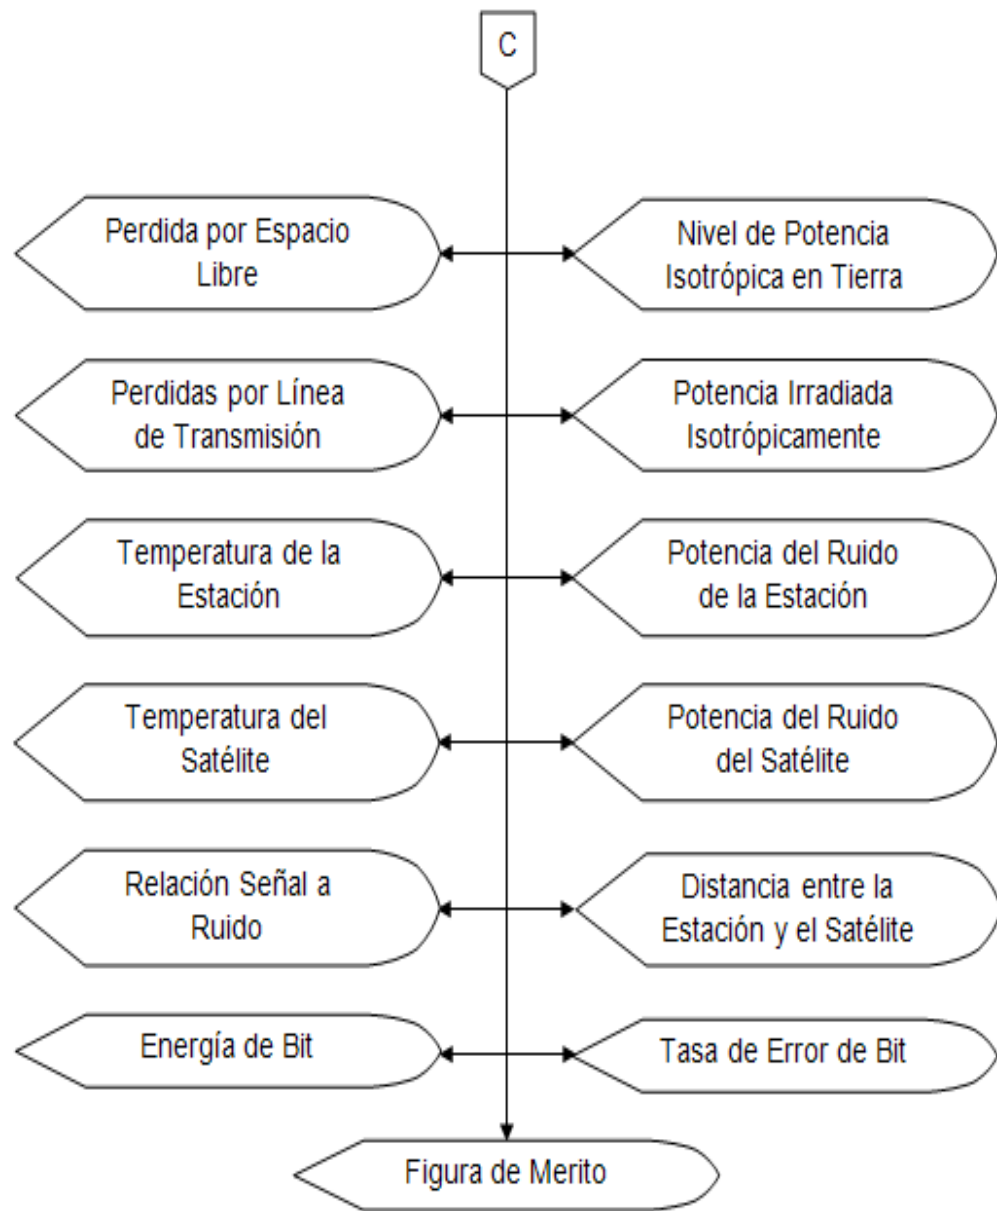 C
Perdida por Espacio
Libre
Nivel de Potencia
Isotrópica en Tierra
Perdidas por Línea
de Transmisión
Potencia Irradiada
Isotrópicamente
Temperatura de la
Estación
Potencia del Ruido
de la Estación
Temperatura del
Satélite
Potencia del Ruido
del Satélite
Relación Señal a
Ruido
Distancia entre la
Estación y el Satélite
Energía de Bit
Tasa de Error de Bit
Figura de Merito